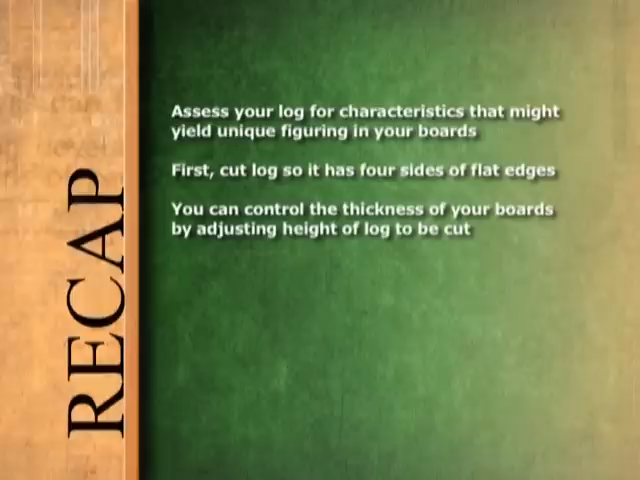 RECAP
Assess your log for characteristics that might
yield unique figuring in your boards
First, cut log so it has four sides of flat edges
You can control the thickness of your boards
by adjusting height of log to be cut